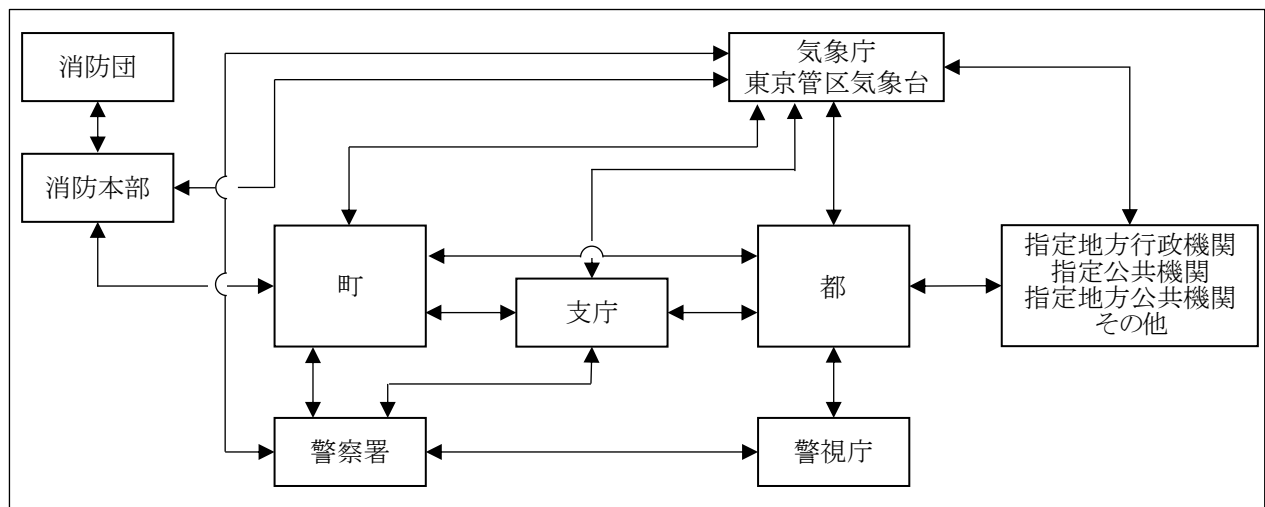 消防団
気象庁
東京管区気象台
消防本部
町
支庁
都
指定地方行政機関
指定公共機関
指定地方公共機関
その他
警察署
警視庁